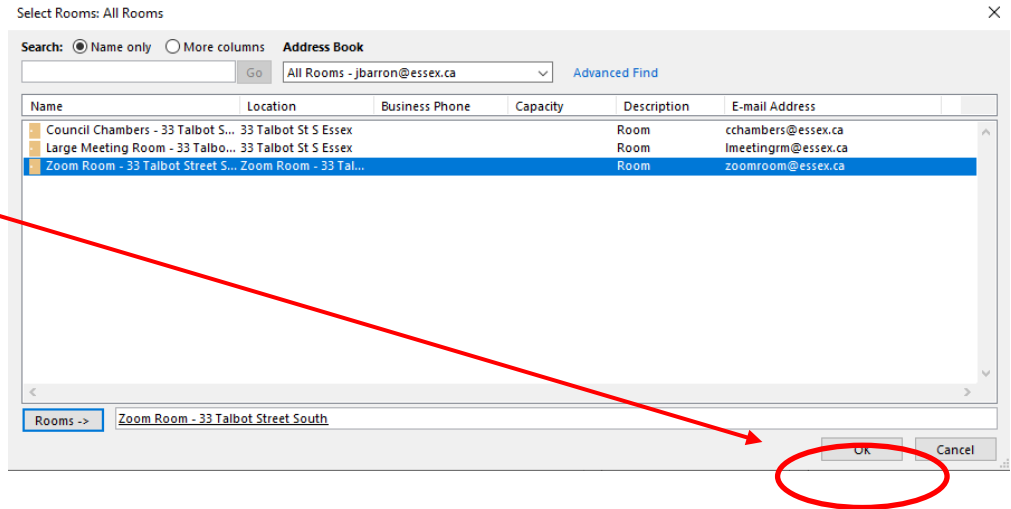 Select Rooms: All Rooms
Search: Name only More columns Address Book
Go All Rooms - jbarron@essex.ca Advanced Find
Name Location Business Phone Capacity Description E-mail Address
Council Chambers - 33 Talbot S... 33 Talbot St S Essex Room cchambers@essex.ca
Large Meeting Room - 33 Talbo... 33 Talbot St S Essex Room lmeetingrm@essex.ca
Zoom Room - 33 Talbot Street S... Zoom Room - 33 Tal... Room zoomroom@essex.ca
Rooms -> Zoom Room - 33 Talbot Street South
OK Cancel